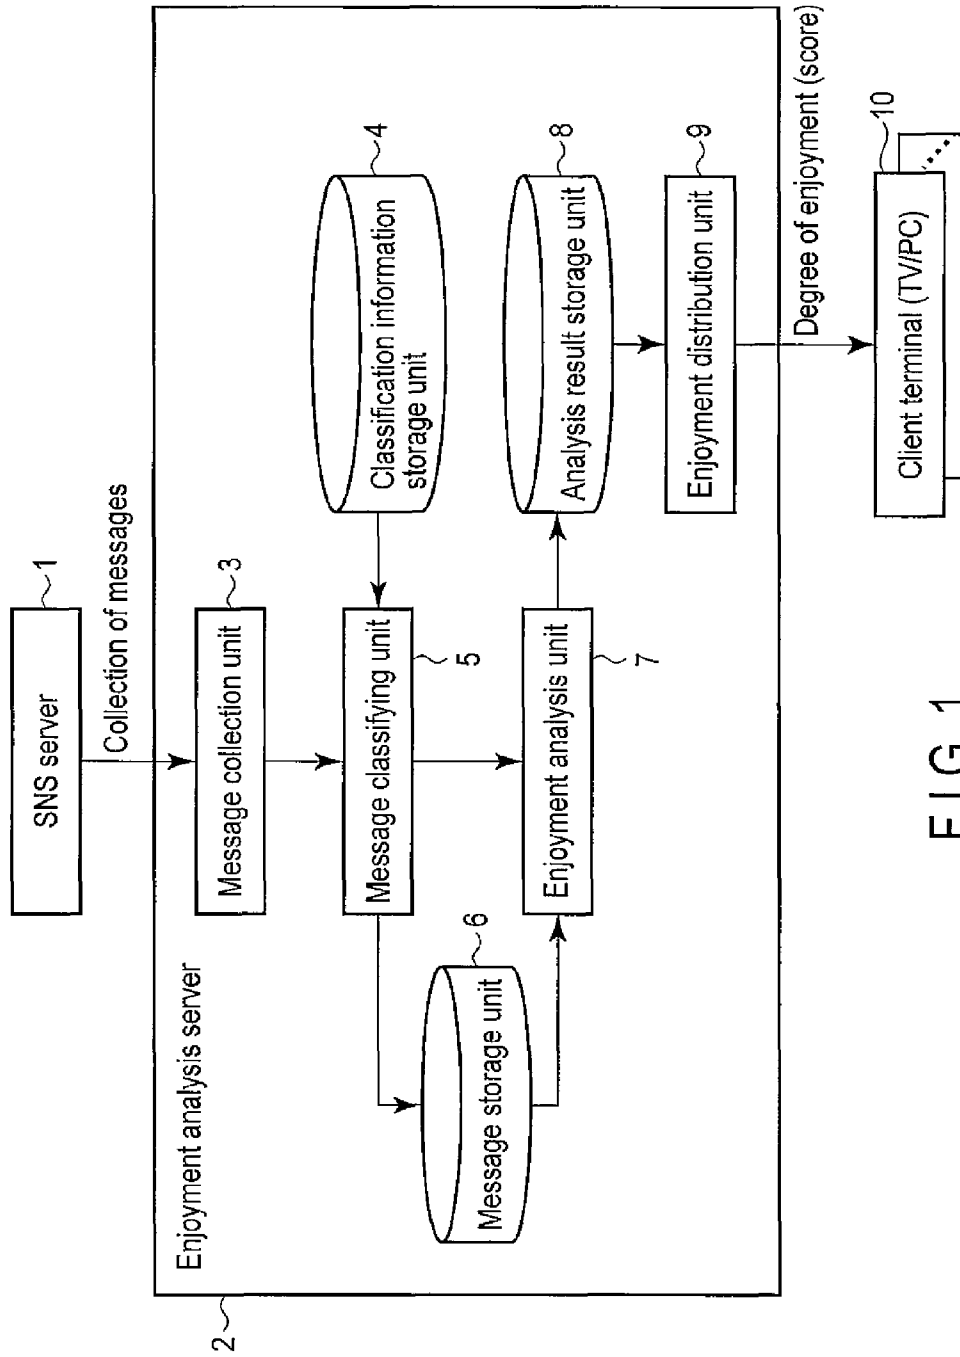 SNS server
1
Collection of messages
2
Enjoyment analysis server
Message collection unit
3
Message classifying unit
5
Classification information
storage unit
4
Message storage unit
6
Enjoyment analysis unit
7
Analysis result storage unit
8
Enjoyment distribution unit
9
Degree of enjoyment (score)
Client terminal (TV/PC)
10
FIG. 1